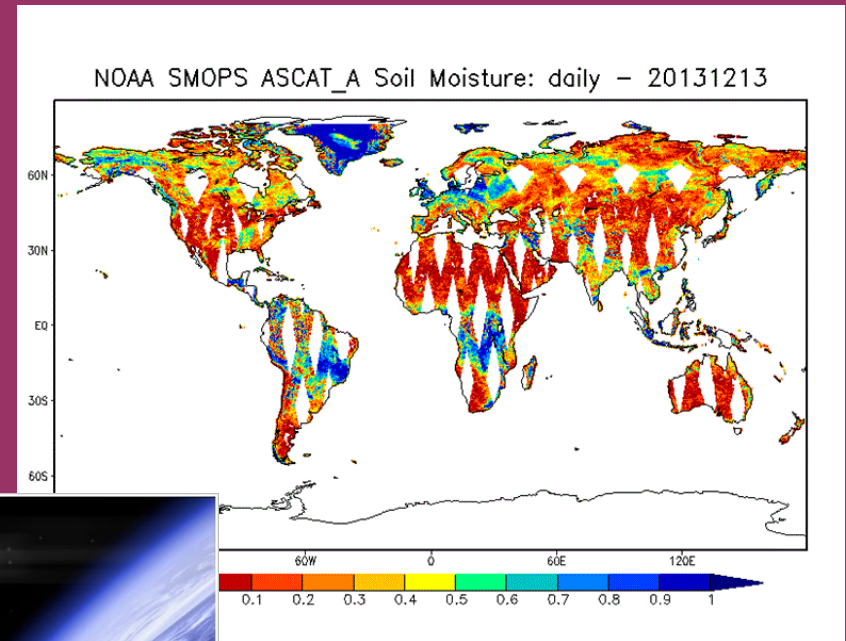 NOAA SMOPS ASCAT_A Soil Moisture: daily – 20131213
60N
30N
EQ
30S
60S
60W 0 60E 120E
0.1 0.2 0.3 0.4 0.5 0.6 0.7 0.8 0.9 1